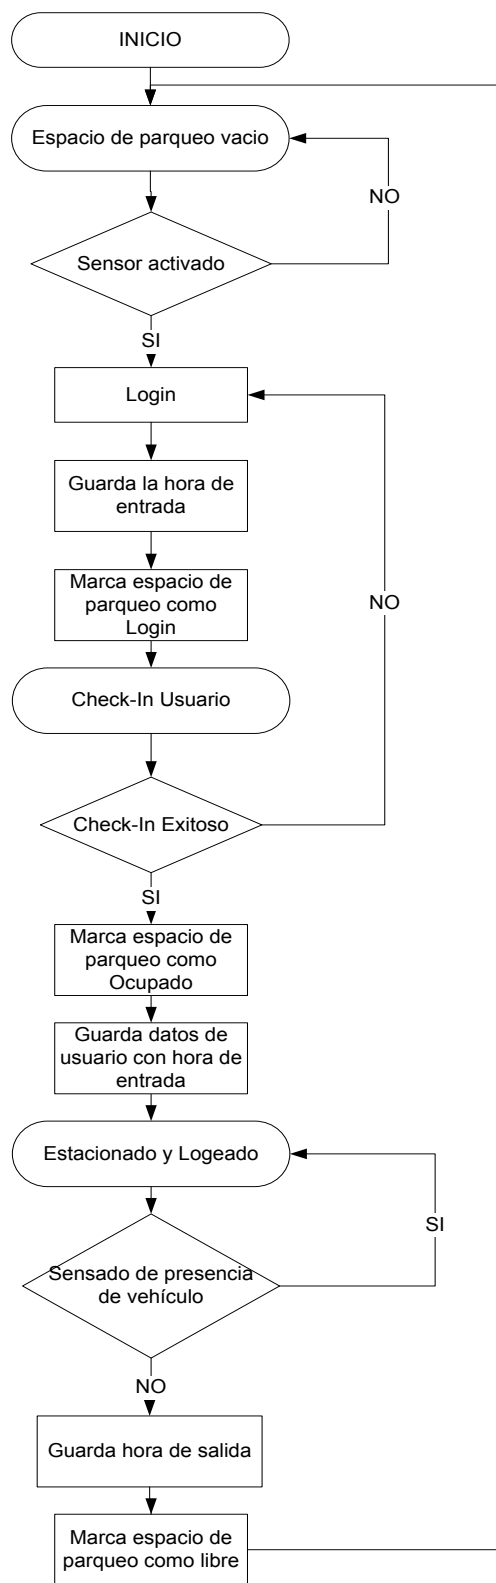 INICIO
Espacio de parqueo vacio
NO
Sensor activado
SI
Login
Guarda la hora de
entrada
Marca espacio de
parqueo como
Login
NO
Check-In Usuario
Check-In Exitoso
SI
Marca espacio de
parqueo como
Ocupado
Guarda datos de
usuario con hora de
entrada
Estacionado y Logeado
SI
Sensado de presencia
de vehículo
NO
Guarda hora de salida
Marca espacio de
parqueo como libre